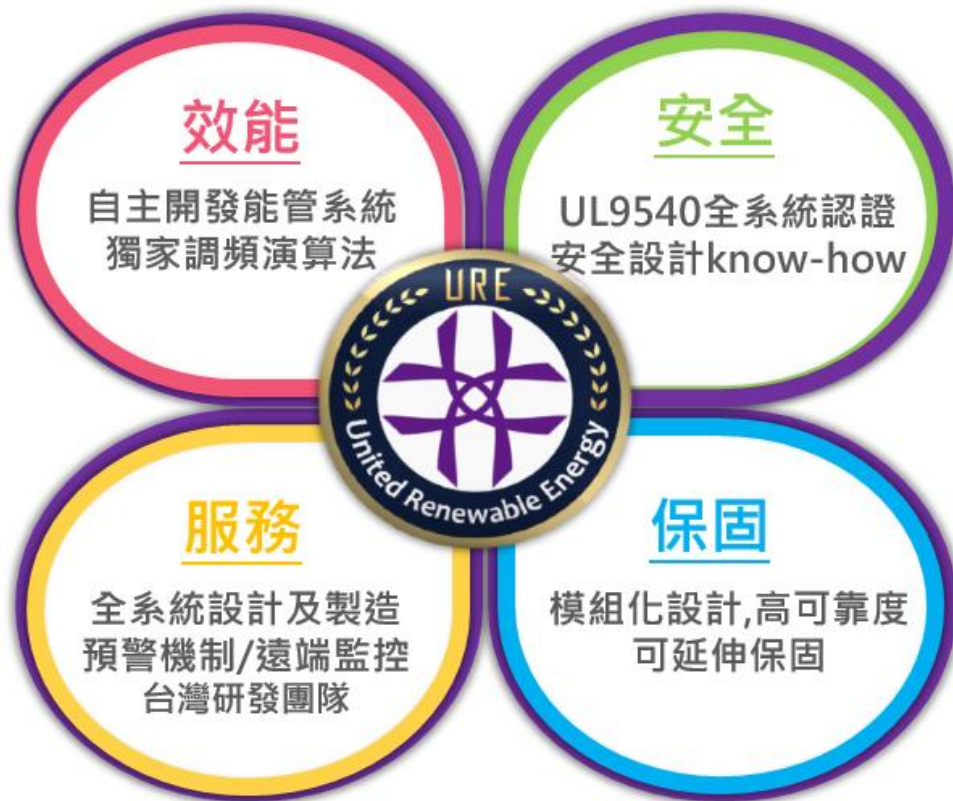 效能
自主開發能管系統
獨家調頻演算法
安全
UL9540全系統認證
安全設計know-how
URE
United Renewable Energy
服務
全系統設計及製造
預警機制/遠端監控
台灣研發團隊
保固
模組化設計,高可靠度
可延伸保固